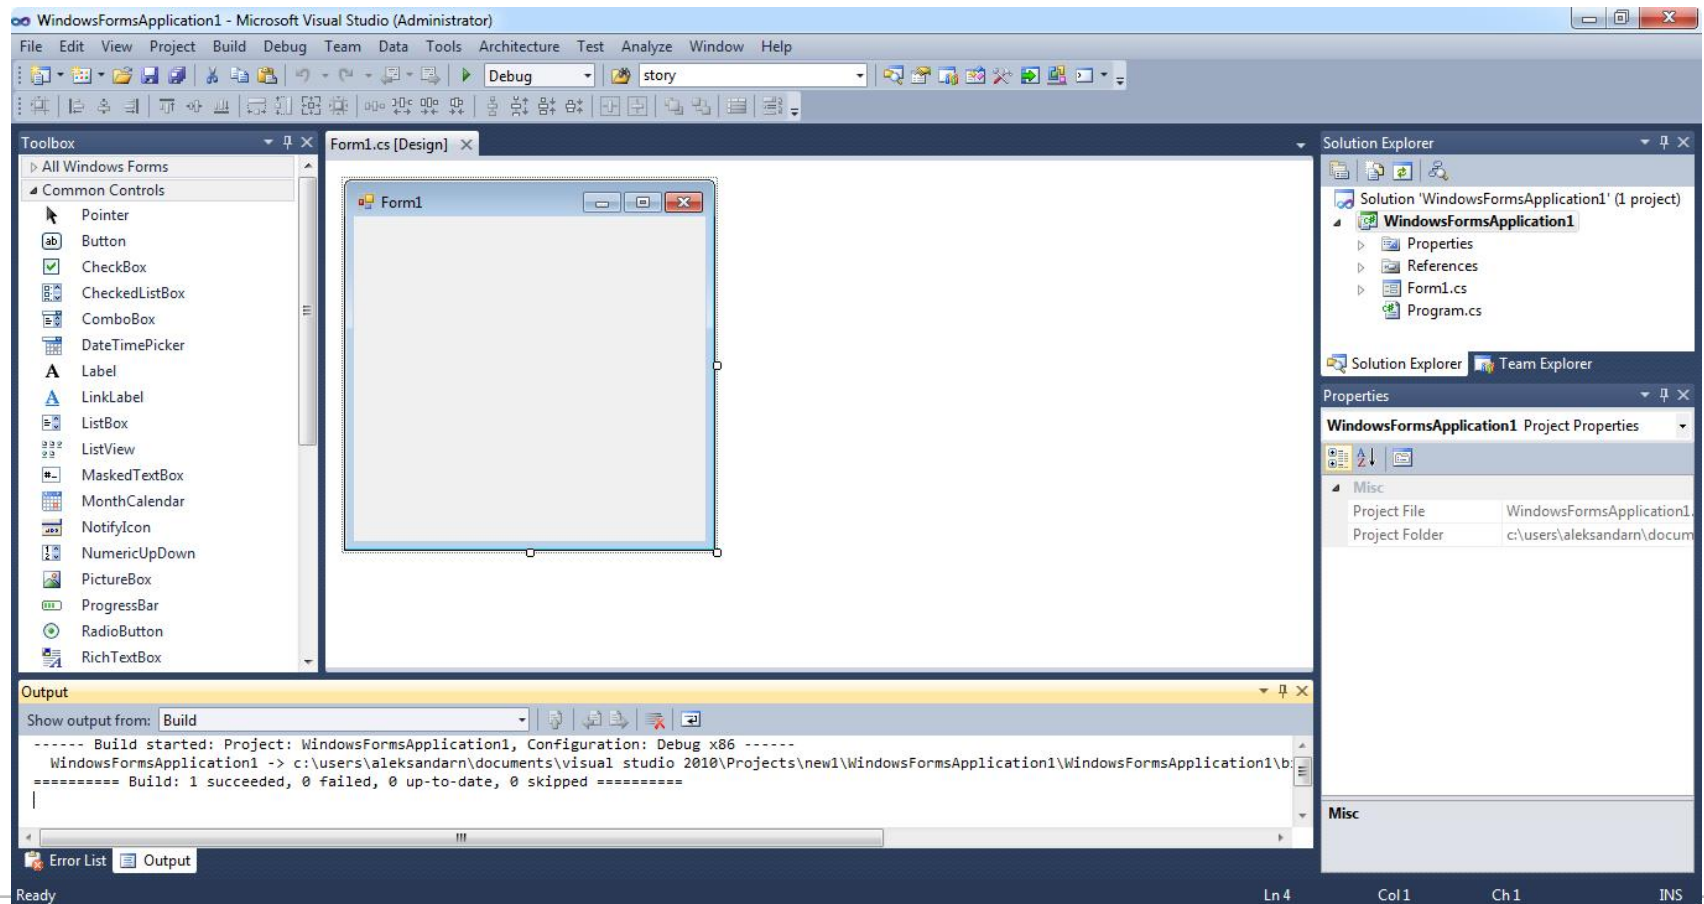 WindowsFormsApplication1 - Microsoft Visual Studio (Administrator)
File Edit View Project Build Debug Team Data Tools Architecture Test Analyze Window Help
Debug story
Toolbox
All Windows Forms
Common Controls
Pointer
Button
CheckBox
CheckedListBox
ComboBox
DateTimePicker
Label
LinkLabel
ListBox
ListView
MaskedTextBox
MonthCalendar
NotifyIcon
NumericUpDown
PictureBox
ProgressBar
RadioButton
RichTextBox
Form1.cs [Design]
Form1
Solution Explorer
Solution 'WindowsFormsApplication1' (1 project)
WindowsFormsApplication1
Properties
References
Form1.cs
Program.cs
Solution Explorer Team Explorer
Properties
WindowsFormsApplication1 Project Properties
Misc
Project File WindowsFormsApplication1.
Project Folder c:\users\aleksandarn\docum
Misc
Output
Show output from: Build
------ Build started: Project: WindowsFormsApplication1, Configuration: Debug x86 ------
WindowsFormsApplication1 -> c:\users\aleksandarn\documents\visual studio 2010\Projects\new1\WindowsFormsApplication1\WindowsFormsApplication1\b
========== Build: 1 succeeded, 0 failed, 0 up-to-date, 0 skipped ==========
Error List Output
Ready Ln 4 Col 1 Ch 1 INS